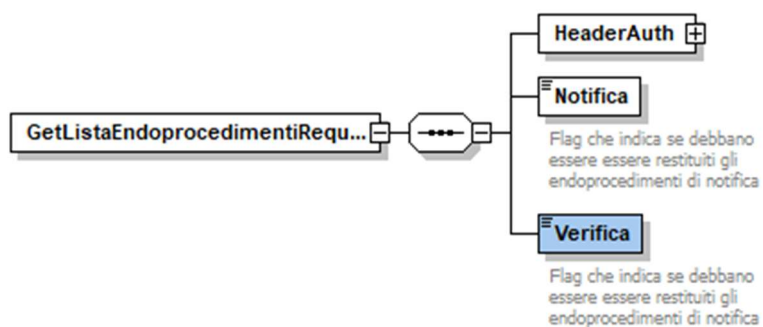 HeaderAuth
Notifica
Flag che indica se debbano
essere essere restituiti gli
endoprocedimenti di notifica
GetListaEndoprocedimentiRequ...
Verifica
Flag che indica se debbano
essere essere restituiti gli
endoprocedimenti di notifica